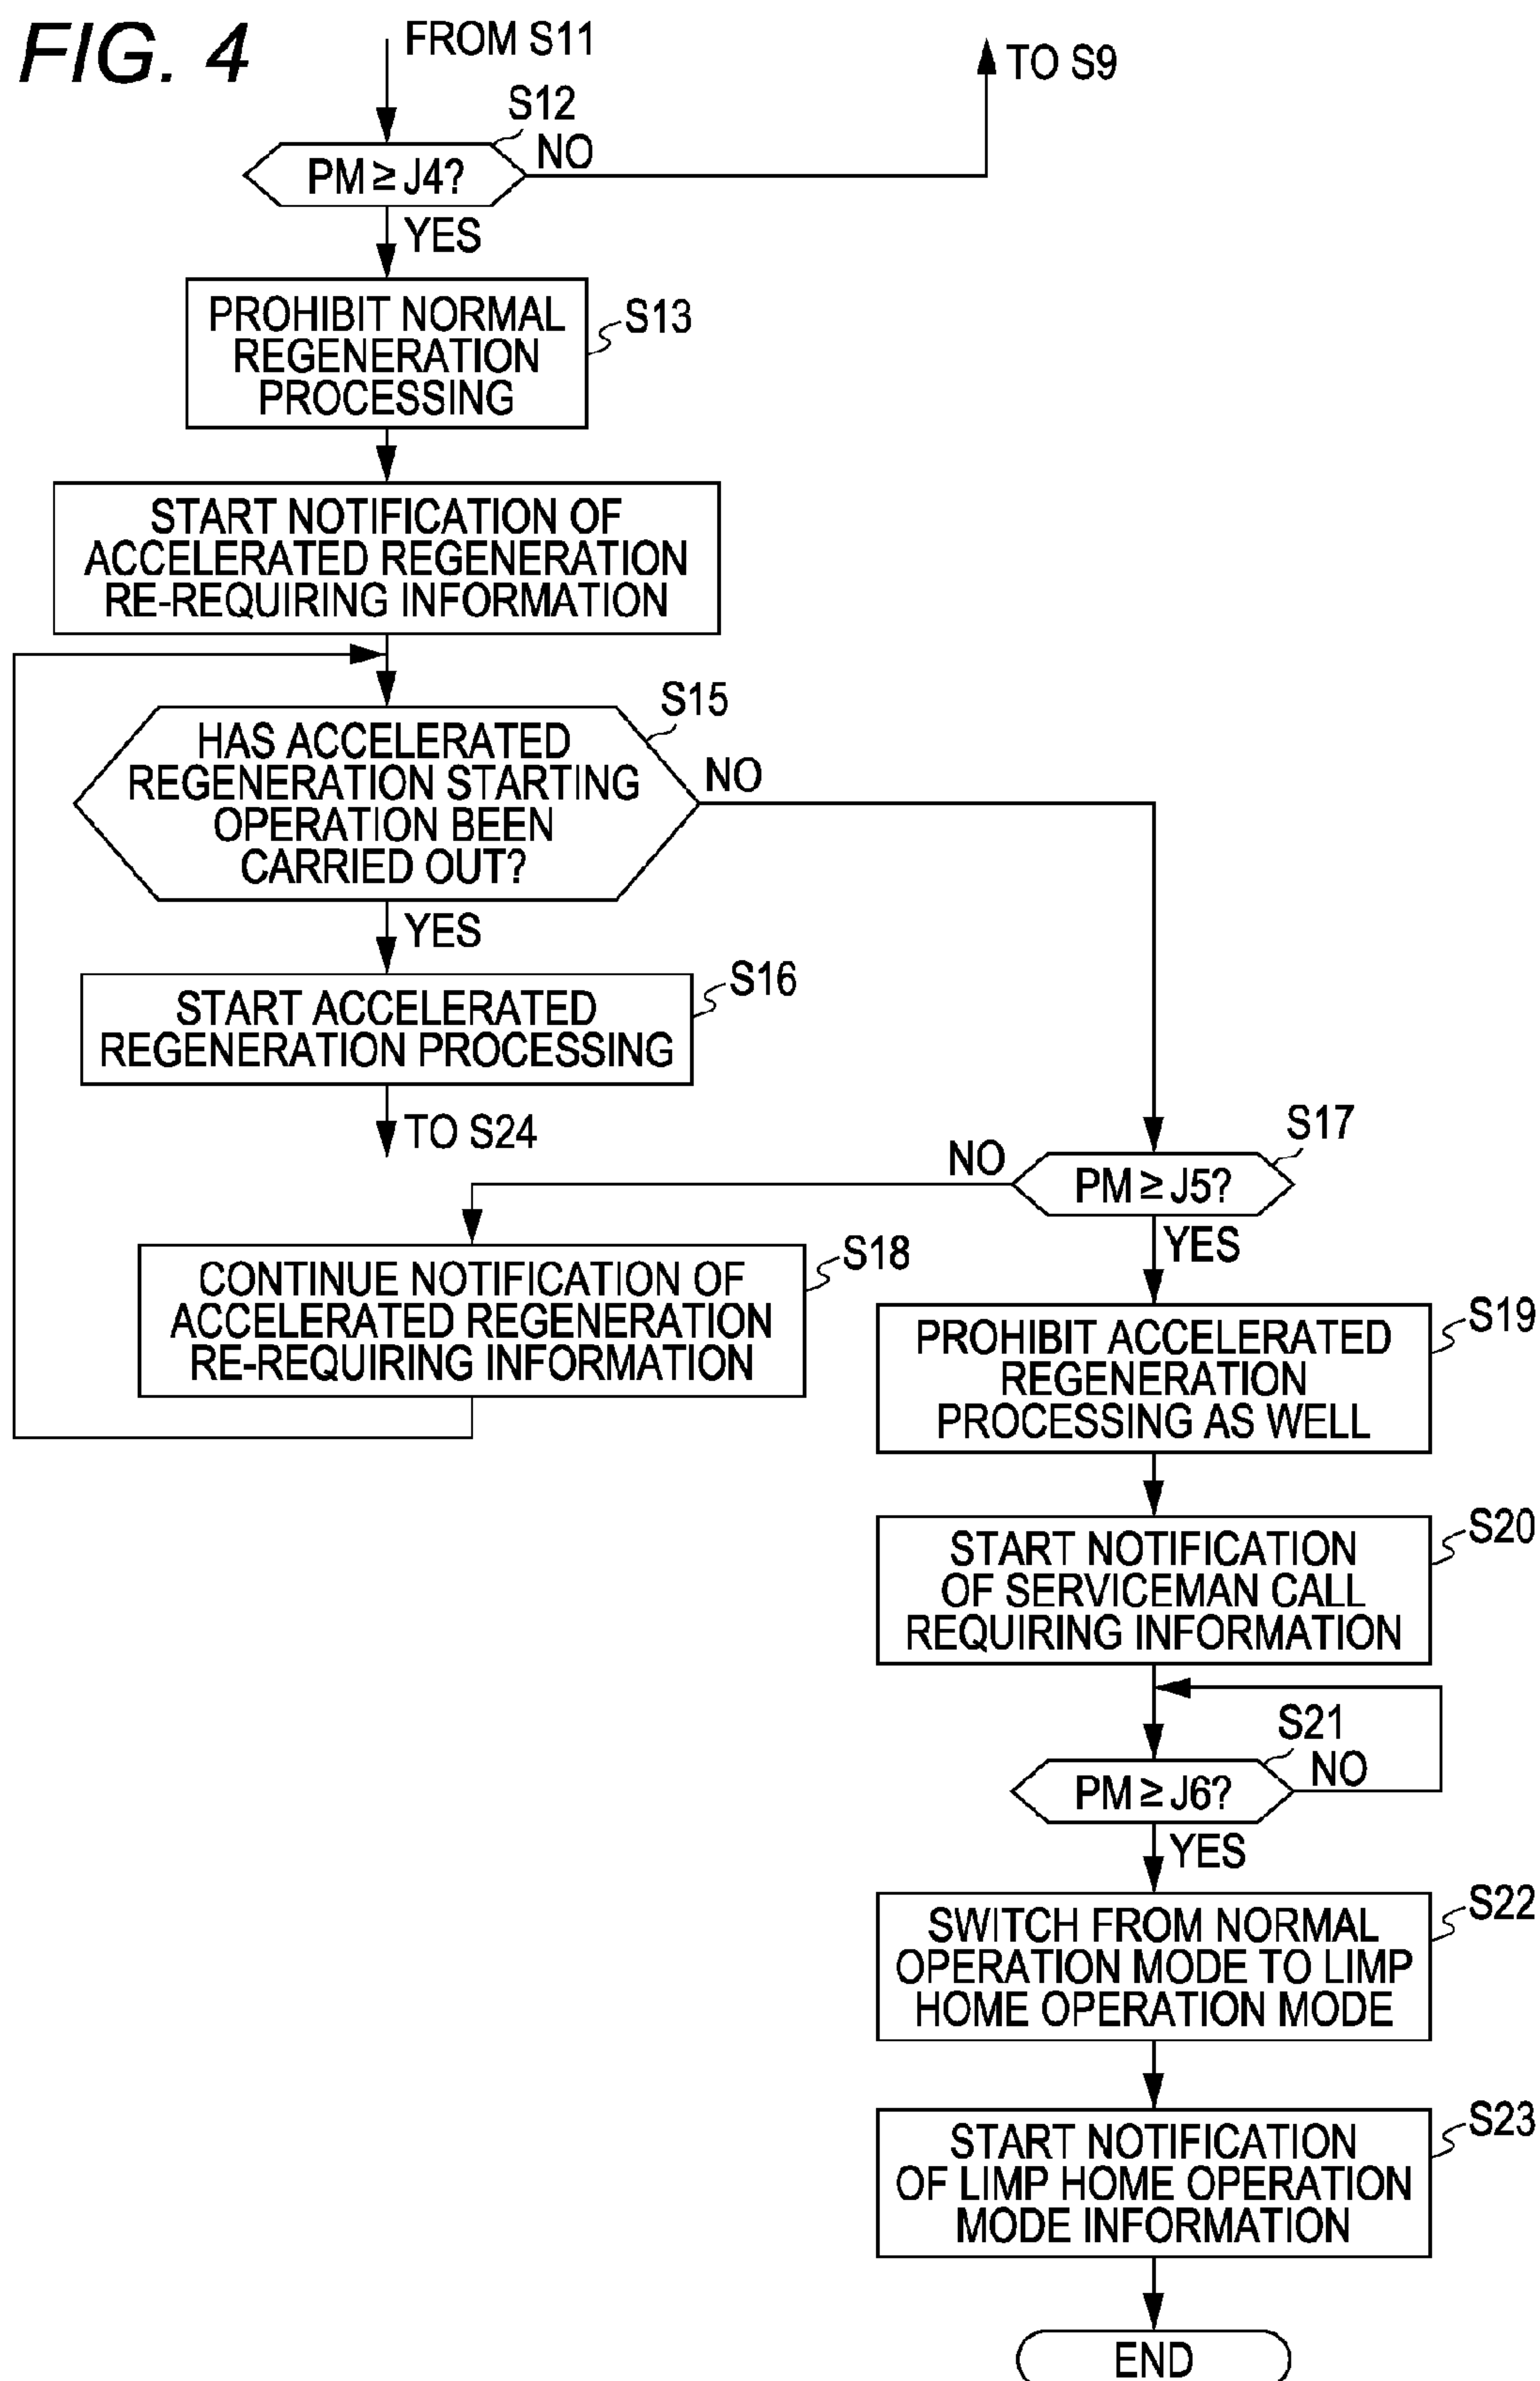 FIG. 4
FROM S11
TO S9
S12
PM ≥ J4?
NO
YES
PROHIBIT NORMAL
REGENERATION
PROCESSING
S13
START NOTIFICATION OF
ACCELERATED REGENERATION
RE-REQUIRING INFORMATION
S15
HAS ACCELERATED
REGENERATION STARTING
OPERATION BEEN
CARRIED OUT?
NO
YES
S16
START ACCELERATED
REGENERATION PROCESSING
TO S24
S17
NO
PM ≥ J5?
YES
S18
CONTINUE NOTIFICATION OF
ACCELERATED REGENERATION
RE-REQUIRING INFORMATION
S19
PROHIBIT ACCELERATED
REGENERATION
PROCESSING AS WELL
S20
START NOTIFICATION
OF SERVICEMAN CALL
REQUIRING INFORMATION
S21
PM ≥ J6?
NO
YES
S22
SWITCH FROM NORMAL
OPERATION MODE TO LIMP
HOME OPERATION MODE
S23
START NOTIFICATION
OF LIMP HOME OPERATION
MODE INFORMATION
END